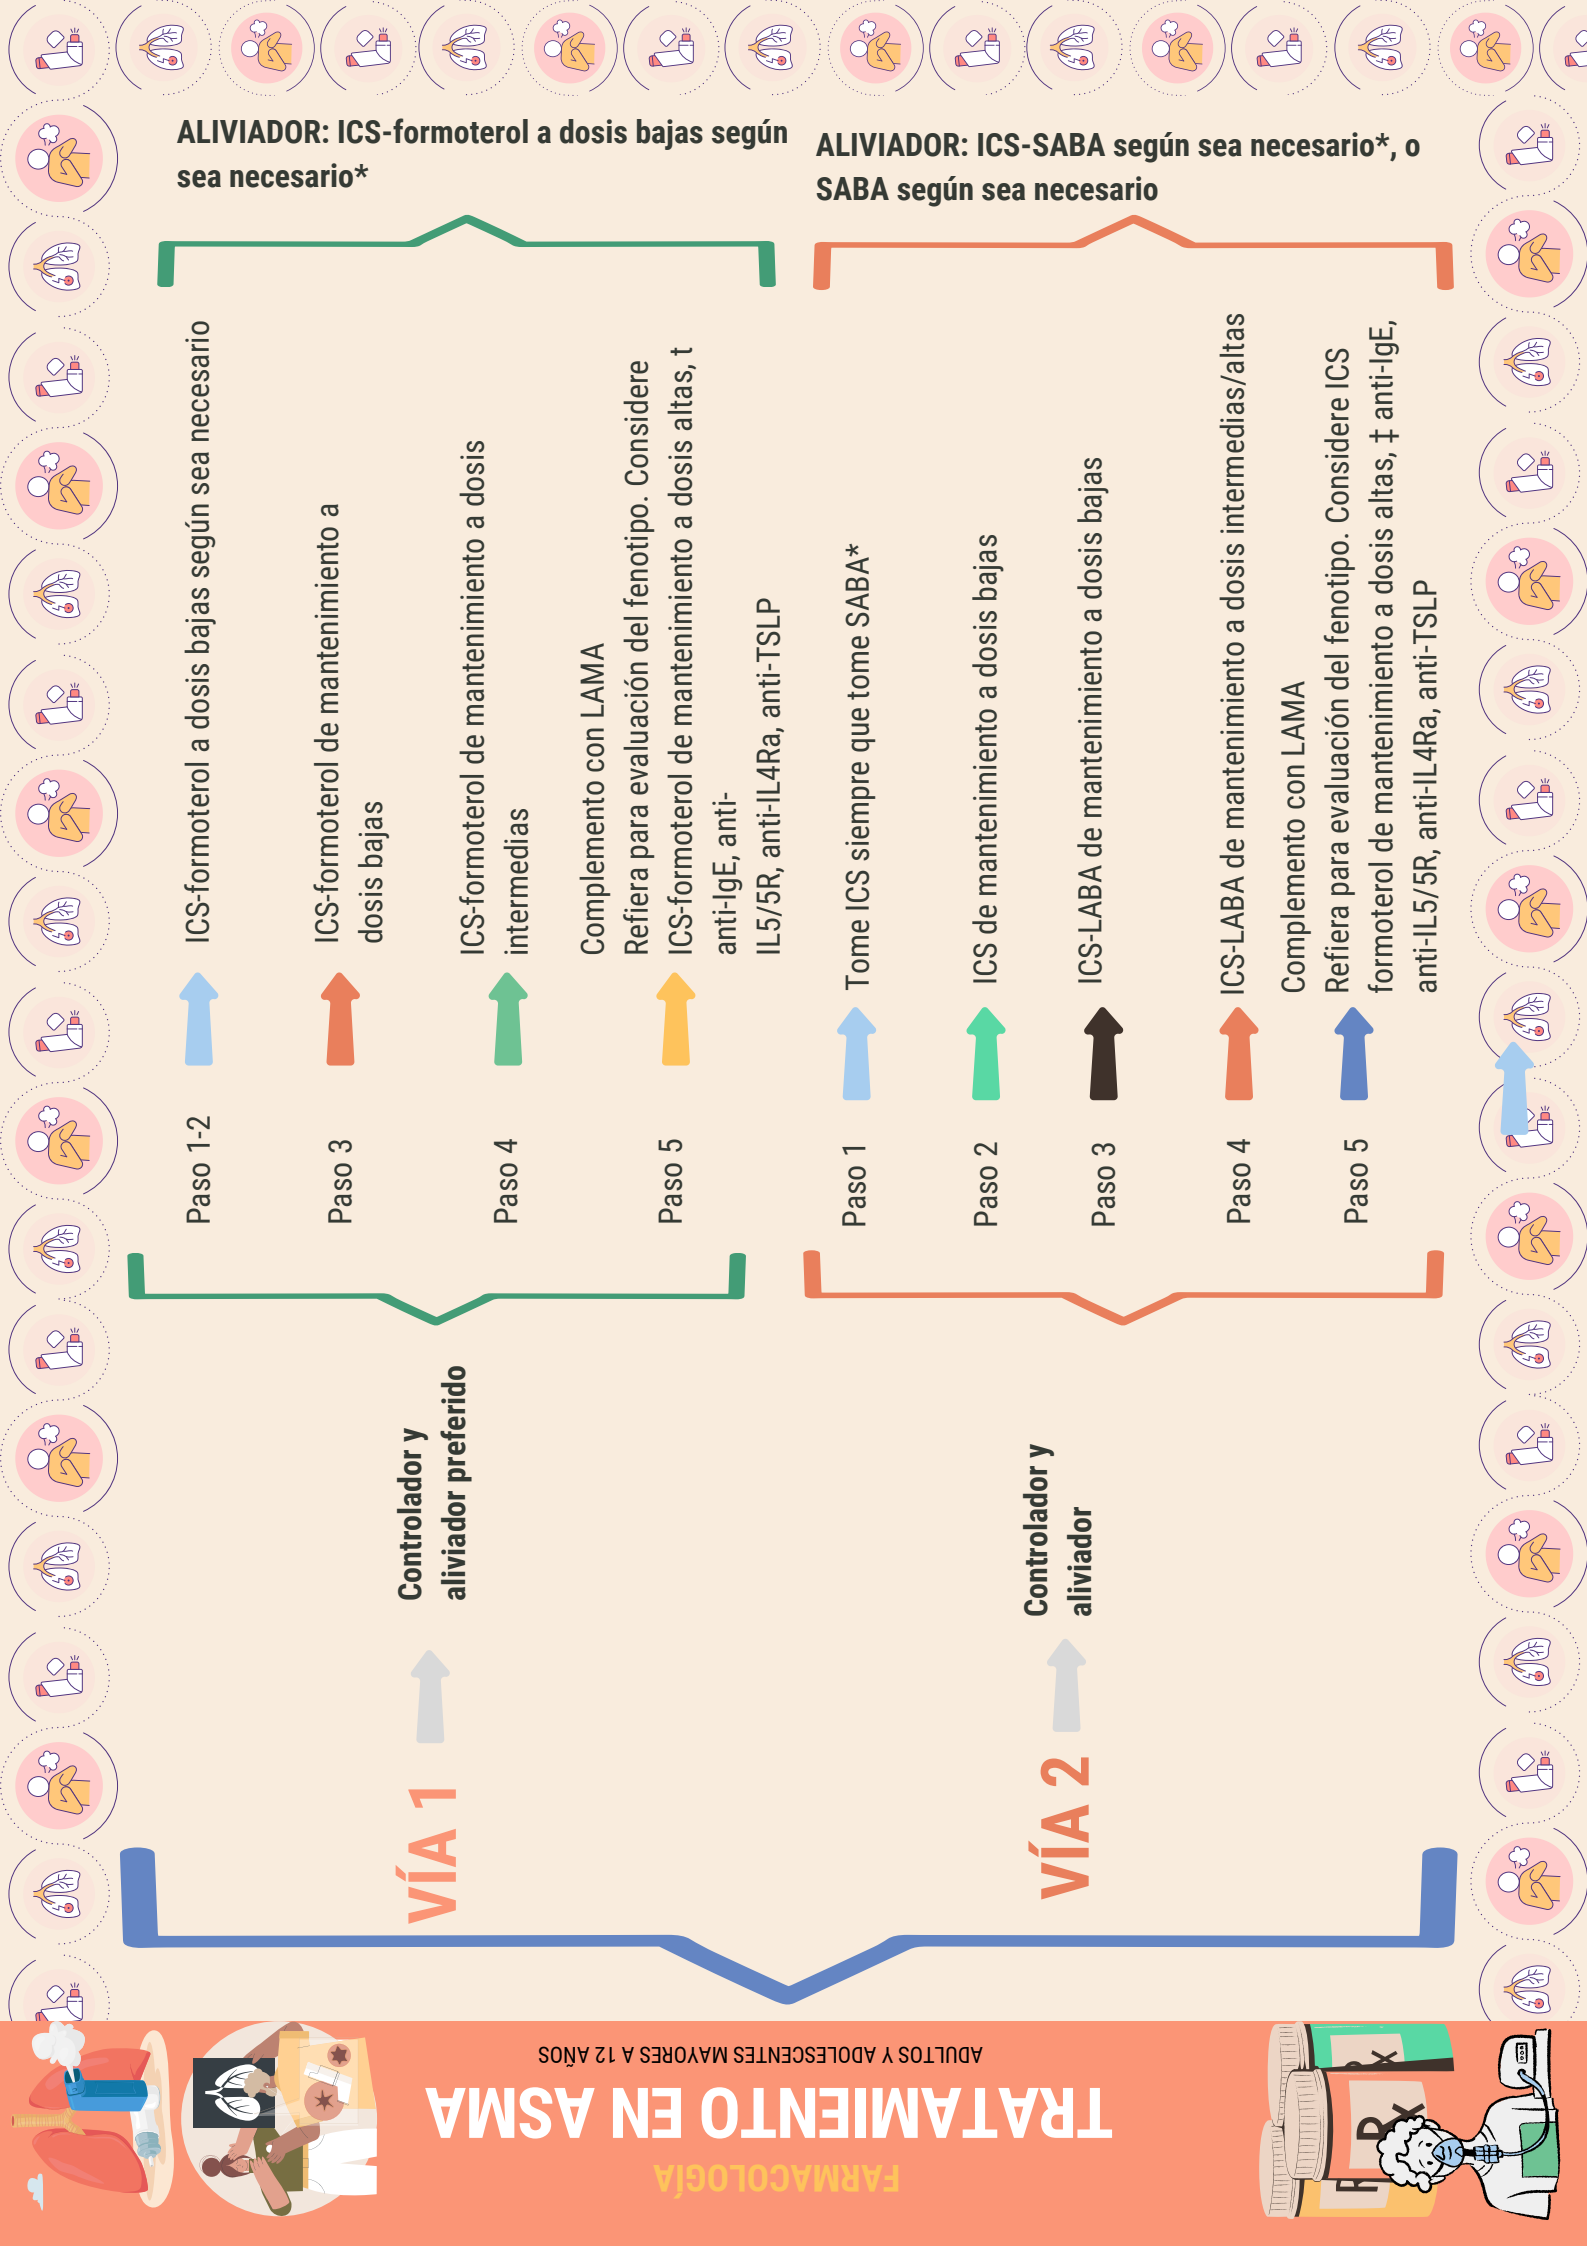 FARMACOLOGÍA
TRATAMIENTO EN ASMA
ADULTOS Y ADOLESCENTES MAYORES A 12 AÑOS
VÍA 1
Controlador y
aliviador preferido
Paso 1-2
ICS-formoterol a dosis bajas según sea necesario
Paso 3
ICS-formoterol de mantenimiento a
dosis bajas
Paso 4
ICS-formoterol de mantenimiento a dosis
intermedias
Paso 5
Complemento con LAMA
Refiera para evaluación del fenotipo. Considere
ICS-formoterol de mantenimiento a dosis altas, t
anti-IgE, anti-
IL5/5R, anti-IL4Ra, anti-TSLP
ALIVIADOR: ICS-formoterol a dosis bajas según
sea necesario*
VÍA 2
Controlador y
aliviador
Paso 1
Tome ICS siempre que tome SABA*
Paso 2
ICS de mantenimiento a dosis bajas
Paso 3
ICS-LABA de mantenimiento a dosis bajas
Paso 4
ICS-LABA de mantenimiento a dosis intermedias/altas
Paso 5
Complemento con LAMA
Refiera para evaluación del fenotipo. Considere ICS
formoterol de mantenimiento a dosis altas, ‡ anti-IgE,
anti-IL5/5R, anti-IL4Ra, anti-TSLP
ALIVIADOR: ICS-SABA según sea necesario*, o
SABA según sea necesario
Rx